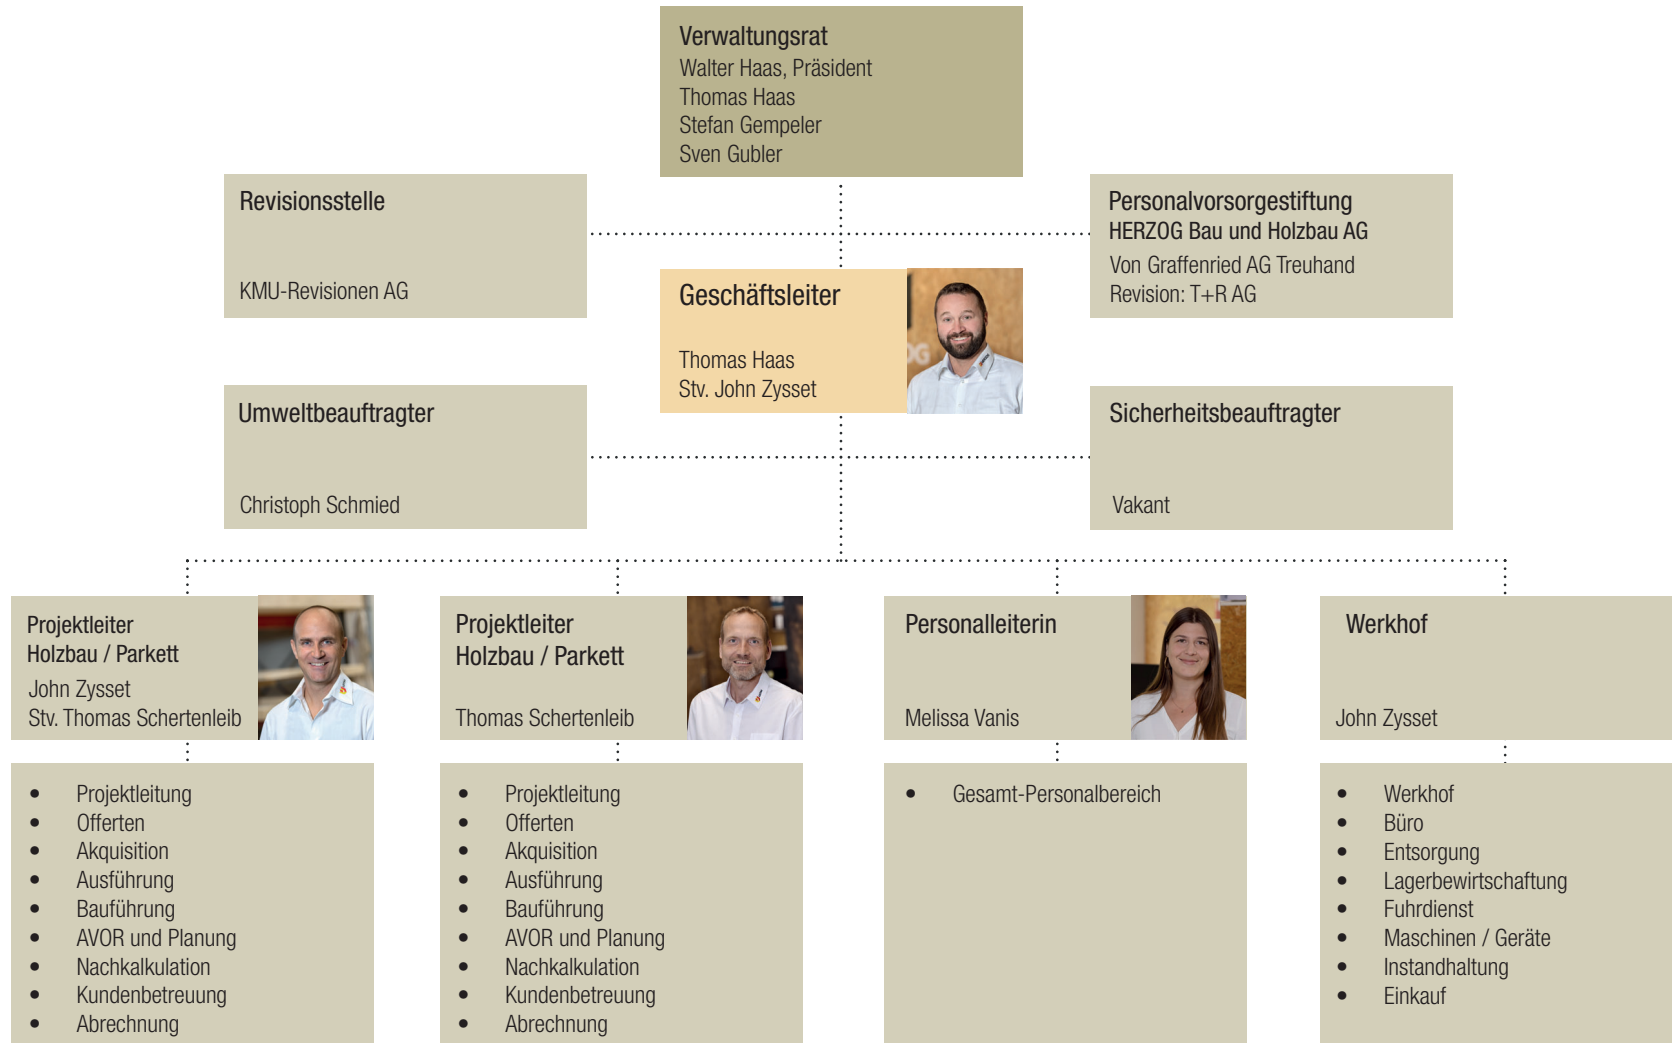 Verwaltungsrat
Walter Haas, Präsident
Thomas Haas
Stefan Gempeler
Sven Gubler
Revisionsstelle
KMU-Revisionen AG
Personalvorsorgestiftung
HERZOG Bau und Holzbau AG
Von Graffenried AG Treuhand
Revision: T+R AG
Geschäftsleiter
Thomas Haas
Stv. John Zysset
OG
Umweltbeauftragter
Christoph Schmied
Sicherheitsbeauftragter
Vakant
Projektleiter
Holzbau / Parkett
John Zysset
Stv. Thomas Schertenleib
Projektleiter
Holzbau / Parkett
Thomas Schertenleib
Personalleiterin
Melissa Vanis
Werkhof
John Zysset
• Projektleitung
• Offerten
• Akquisition
• Ausführung
• Bauführung
• AVOR und Planung
• Nachkalkulation
• Kundenbetreuung
• Abrechnung
• Projektleitung
• Offerten
• Akquisition
• Ausführung
• Bauführung
• AVOR und Planung
• Nachkalkulation
• Kundenbetreuung
• Abrechnung
• Gesamt-Personalbereich
• Werkhof
• Büro
• Entsorgung
• Lagerbewirtschaftung
• Fuhrdienst
• Maschinen / Geräte
• Instandhaltung
• Einkauf